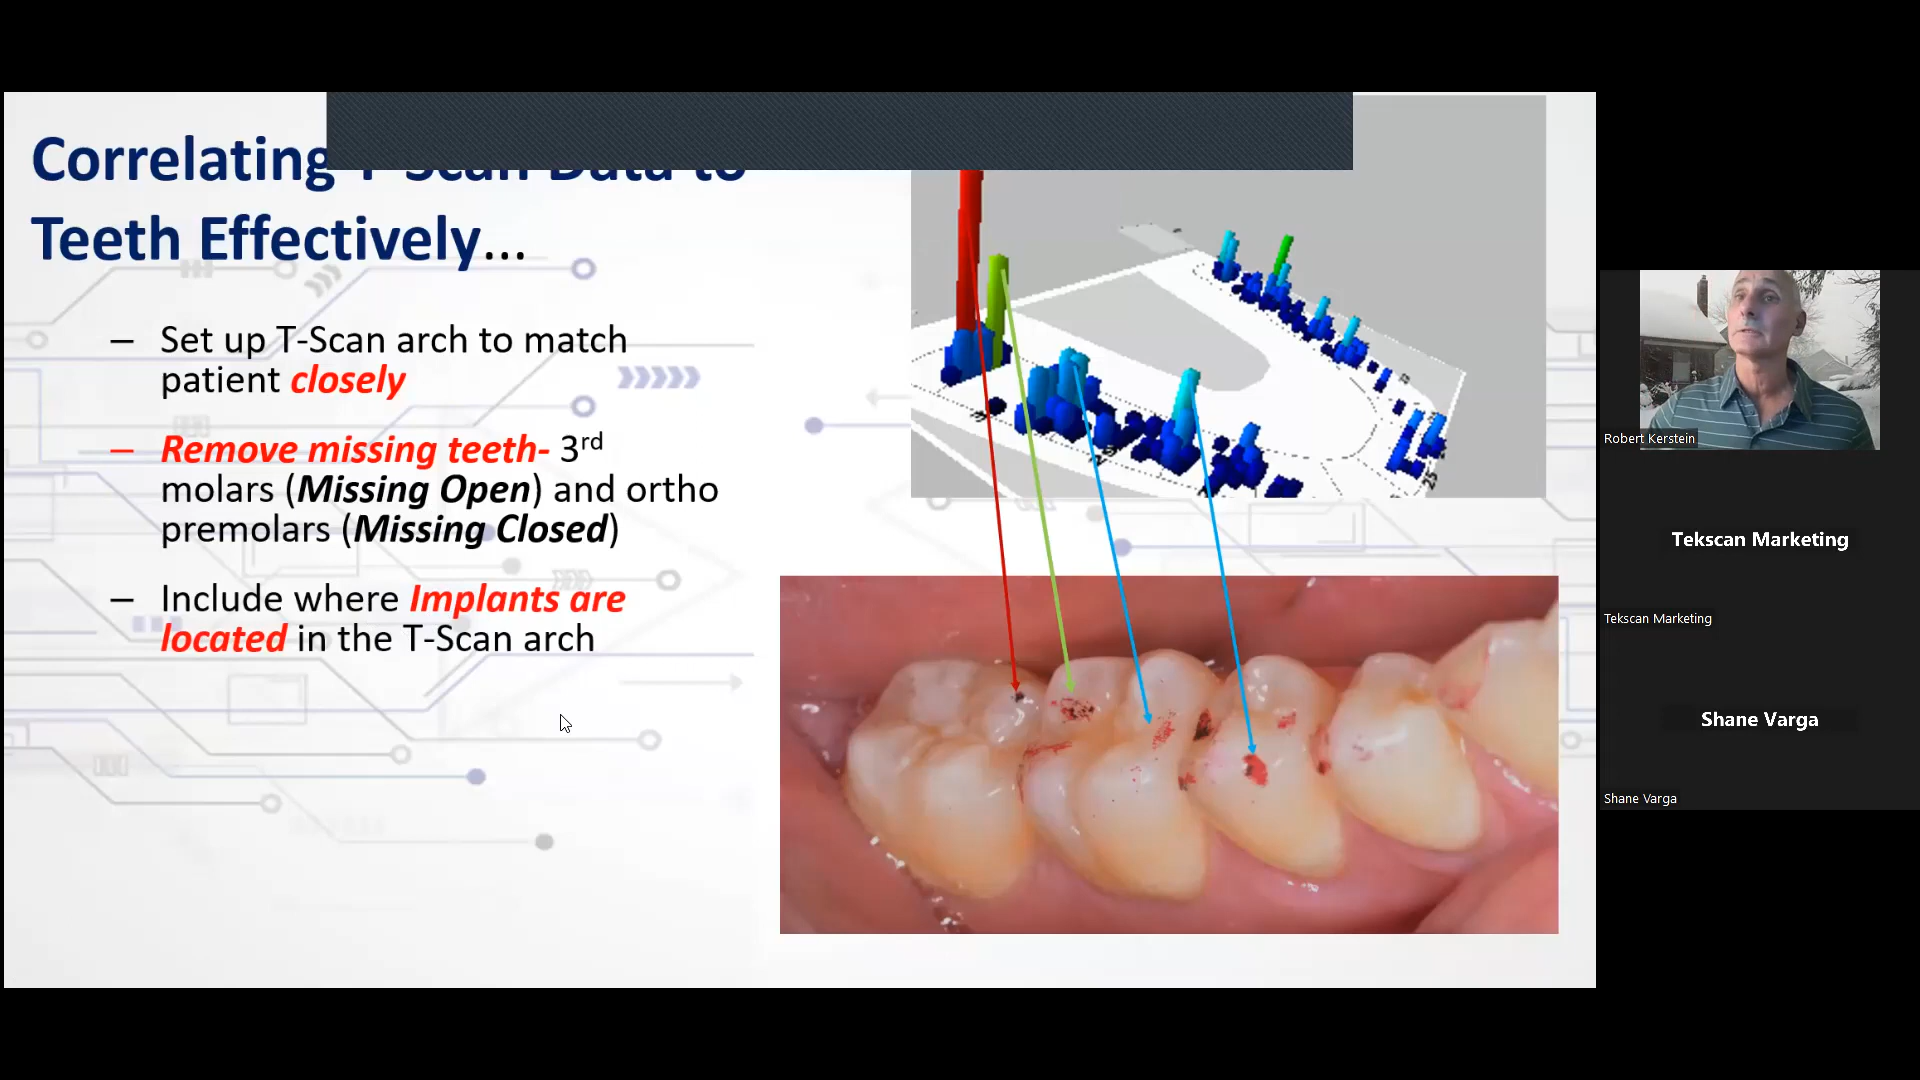 Correlating T-Scan Data to
Teeth Effectively...
– Set up T-Scan arch to match
patient closely
– Remove missing teeth- 3rd
molars (Missing Open) and ortho
premolars (Missing Closed)
– Include where Implants are
located in the T-Scan arch
Robert Kerstein
Tekscan Marketing
Tekscan Marketing
Shane Varga
Shane Varga